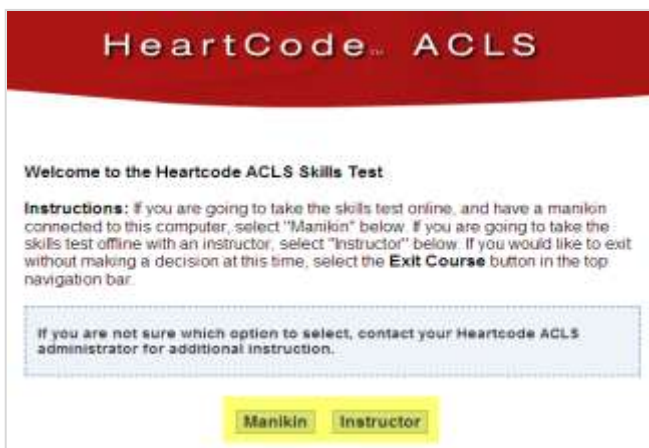 HeartCode™ ACLS
Welcome to the Heartcode ACLS Skills Test
Instructions: If you are going to take the skills test online, and have a manikin
connected to this computer, select "Manikin" below. If you are going to take the
skills test offline with an instructor, select "Instructor" below. If you would like to exit
without making a decision at this time, select the Exit Course button in the top
navigation bar.
If you are not sure which option to select, contact your Heartcode ACLS
administrator for additional instruction.
Manikin Instructor